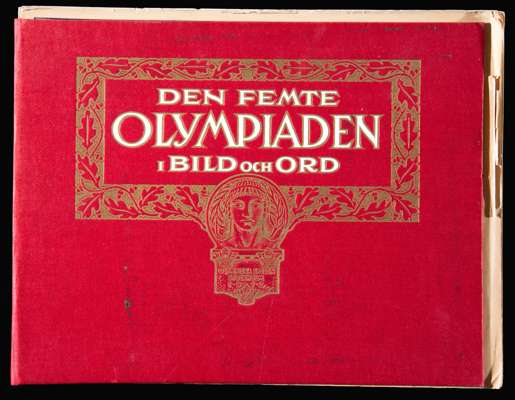 DEN FEMTE
OLYMPIADEN
I BILD OCH ORD